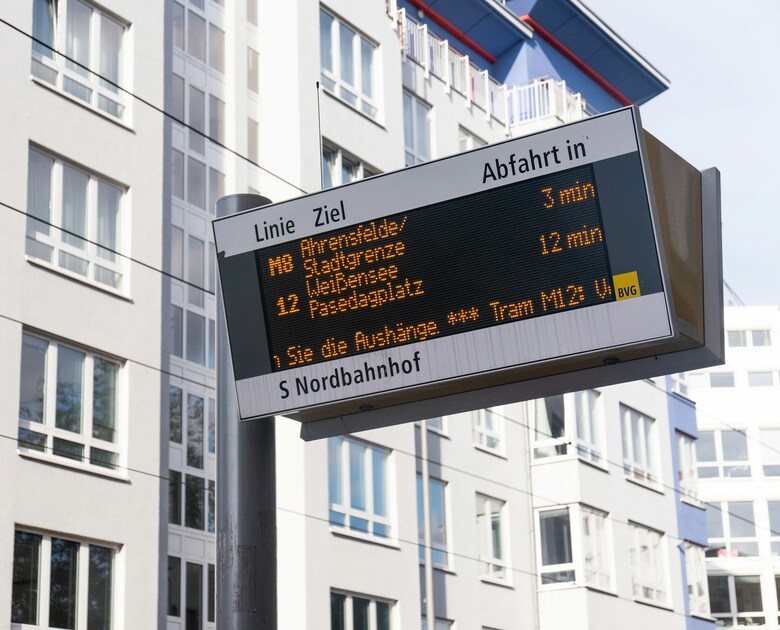 Linie Ziel Abfahrt in
M8 Ahrensfelde/ 3 min
Stadtgrenze
12 Weißensee 12 min
Pasedagplatz
Sie die Aushänge *** Tram M12:
BVG
S Nordbahnhof